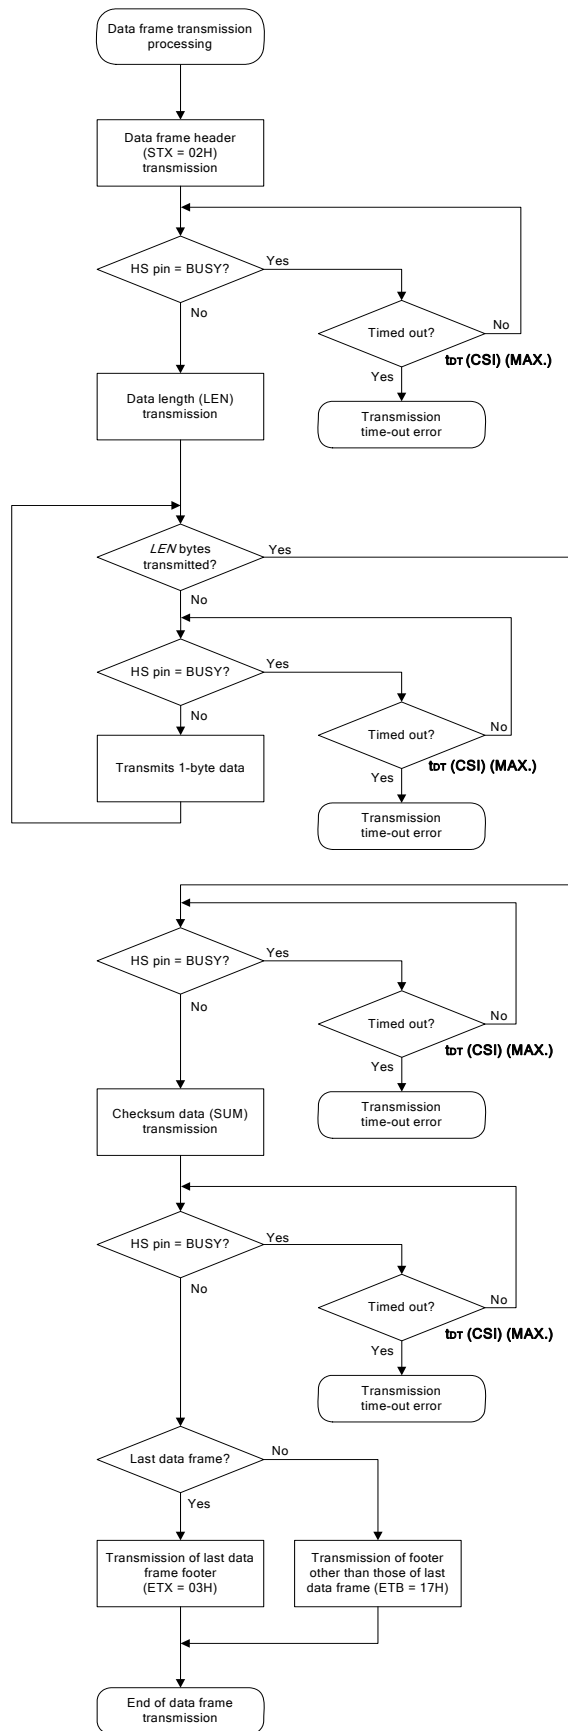 Data frame transmission
processing
Data frame header
(STX = 02H)
transmission
HS pin = BUSY?
Yes
No
Timed out?
No
tDT (CSI) (MAX.)
Yes
Data length (LEN)
transmission
Transmission
time-out error
LEN bytes
transmitted?
Yes
No
HS pin = BUSY?
Yes
No
Timed out?
No
tDT (CSI) (MAX.)
Yes
Transmits 1-byte data
Transmission
time-out error
HS pin = BUSY?
Yes
No
Timed out?
No
tDT (CSI) (MAX.)
Yes
Checksum data (SUM)
transmission
Transmission
time-out error
HS pin = BUSY?
Yes
No
Timed out?
No
tDT (CSI) (MAX.)
Yes
Transmission
time-out error
Last data frame?
No
Yes
Transmission of last data
frame footer
(ETX = 03H)
Transmission of footer
other than those of last
data frame (ETB = 17H)
End of data frame
transmission